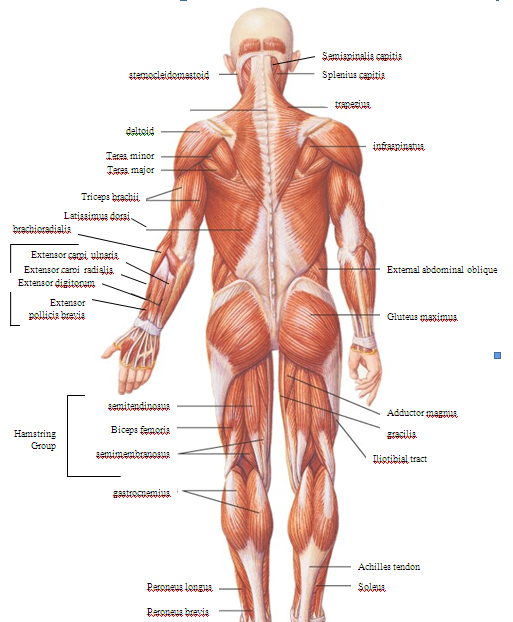 Semispinalis capitis
stemocleidomastoid
Splenius capitis
trapezius
deltoid
infraspinatus
Teres minor
Teres major
Triceps brachii
Latissimus dorsi
brachioradialis
Extensor carpi ulnaris
Extensor carpi radialis
External abdominal oblique
Extensor digitorum
Extensor
pollicis brevis
Gluteus maximus
semitendinosus
Adductor magnus
Biceps femoris
Hamstring
Group
gracilis
semimembranosus
Iliotibial tract
gastrocnemius
Achilles tendon
Peroneus longus
Soleus
Peroneus brevis